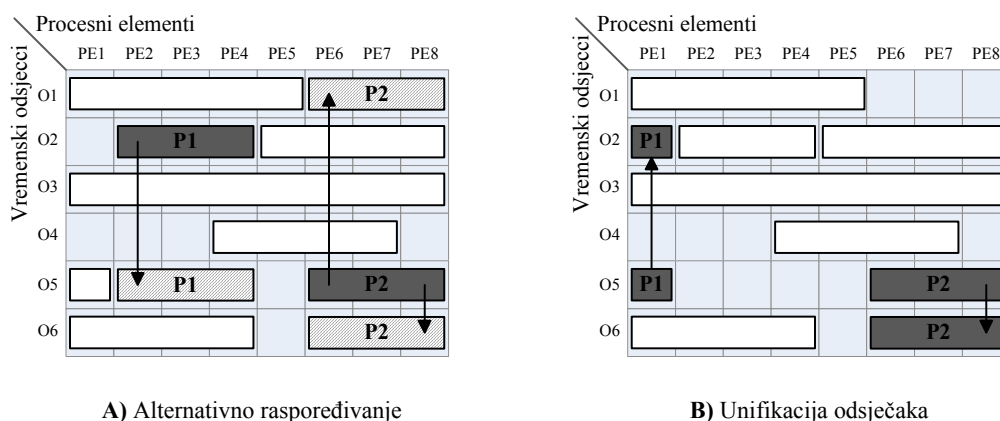 Procesni elementi
PE1 PE2 PE3 PE4 PE5 PE6 PE7 PE8
Vremenski odsjecci
O1 P2
O2 P1
O3
O4
O5 P1 P2
O6 P2
A) Alternativno raspoređivanje
Procesni elementi
PE1 PE2 PE3 PE4 PE5 PE6 PE7 PE8
Vremenski odsjecci
O1
O2 P1
O3
O4
O5 P1 P2
O6 P2
B) Unifikacija odsječaka